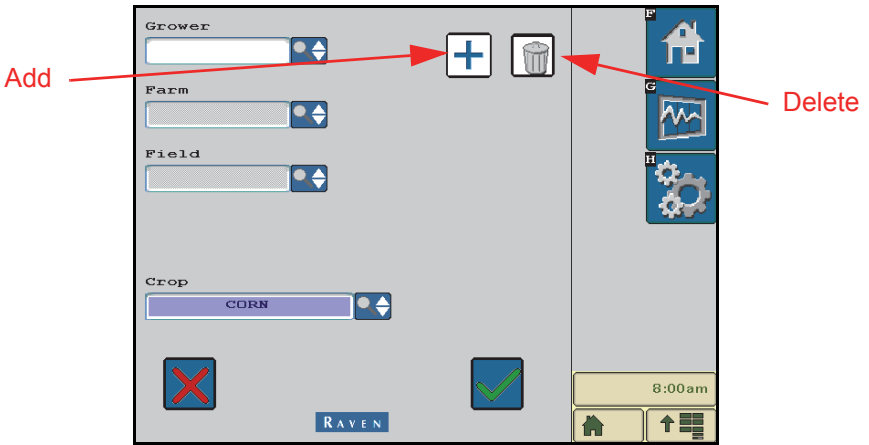 Grower
F
Add
Farm
G
Delete
Field
H
Crop
CORN
8:00am
RAVEN